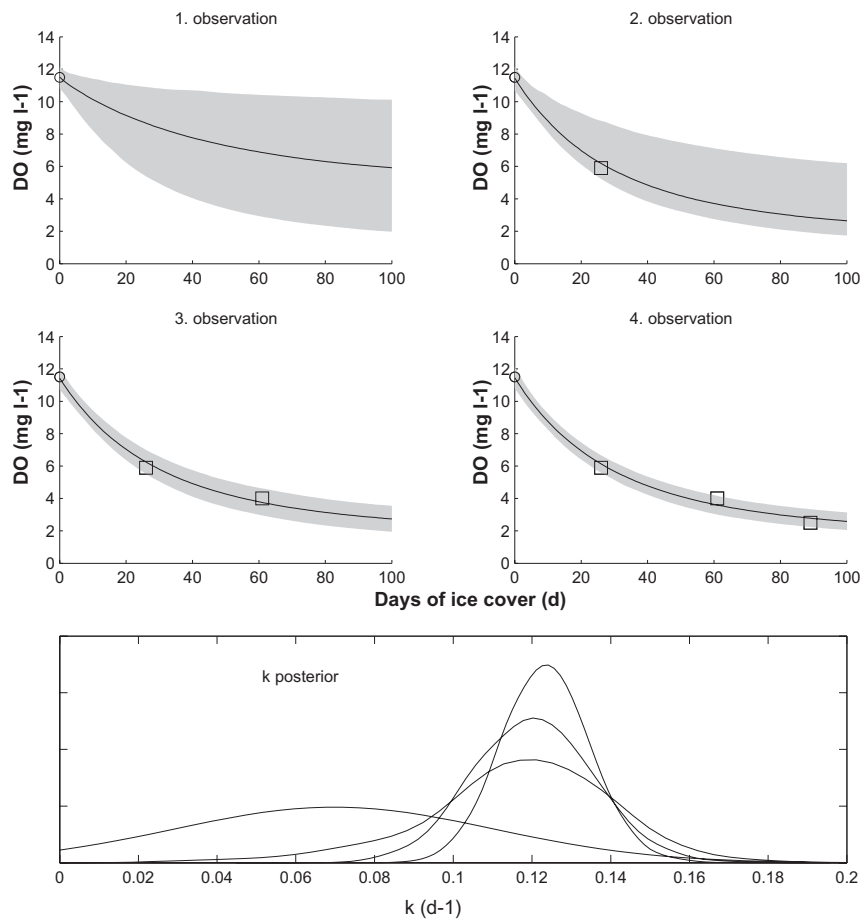 1. observation
2. observation
DO (mg l-1)
14
12
10
8
6
4
2
0
0 20 40 60 80 100
DO (mg l-1)
14
12
10
8
6
4
2
0
0 20 40 60 80 100
3. observation
4. observation
DO (mg l-1)
14
12
10
8
6
4
2
0
0 20 40 60 80 100
DO (mg l-1)
14
12
10
8
6
4
2
0
0 20 40 60 80 100
Days of ice cover (d)
k posterior
0 0.02 0.04 0.06 0.08 0.1 0.12 0.14 0.16 0.18 0.2
k (d-1)